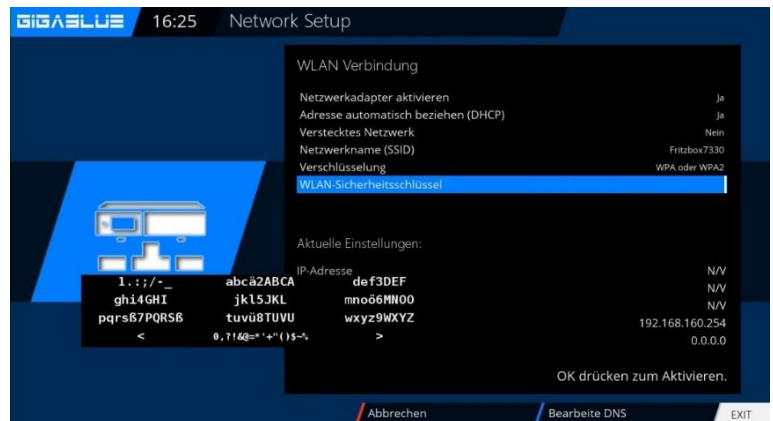 GIGABLUE 16:25 Network Setup
WLAN Verbindung
Netzwerkadapter aktivieren Ja
Adresse automatisch beziehen (DHCP) Ja
Verstecktes Netzwerk Nein
Netzwerkname (SSID) Fritzbox7330
Verschlüsselung WPA oder WPA2
WLAN-Sicherheitsschlüssel
Aktuelle Einstellungen:
IP-Adresse N/V
N/V
N/V
192.168.160.254
0.0.0.0
1.:;/-_ abcä2ABCA def3DEF
ghi4GHI jkl5JKL mnoö6MNOO
pqrsß7PQRSß tuvü8TUVU wxyz9WXYZ
< 0,?!&@=*'+"()$~% >
OK drücken zum Aktivieren.
Abbrechen Bearbeite DNS EXIT